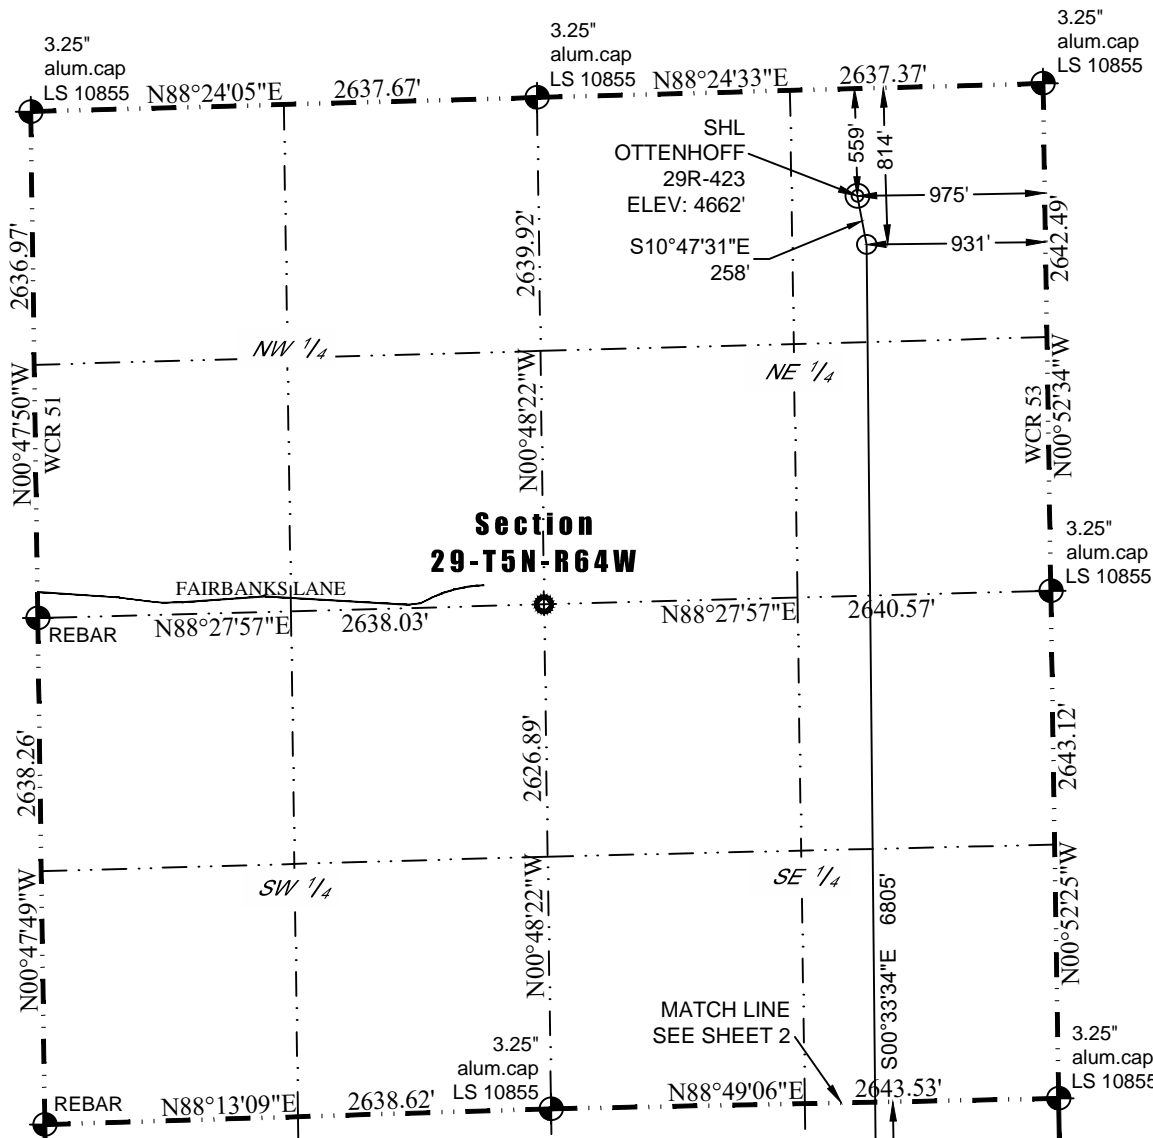 3.25"
alum.cap
LS 10855
N88°24'05"E
2637.67'
3.25"
alum.cap
LS 10855
N88°24'33"E
2637.37'
3.25"
alum.cap
LS 10855
SHL
OTTENHOFF
29R-423
ELEV: 4662'
559'
814'
975'
931'
S10°47'31"E
258'
2636.97'
2639.92'
2642.49'
NW 1/4
NE 1/4
N00°47'50"W
WCR 51
N00°48'22"W
WCR 53
N00°52'34"W
Section
29-T5N-R64W
3.25"
alum.cap
LS 10855
FAIRBANKS LANE
REBAR
N88°27'57"E
2638.03'
N88°27'57"E
2640.57'
2638.26'
2626.89'
2643.12'
SW 1/4
SE 1/4
N00°47'49"W
N00°48'22"W
S00°33'34"E 6805'
N00°52'25"W
MATCH LINE
SEE SHEET 2
REBAR
N88°13'09"E
2638.62'
3.25"
alum.cap
LS 10855
N88°49'06"E
2643.53'
3.25"
alum.cap
LS 10855